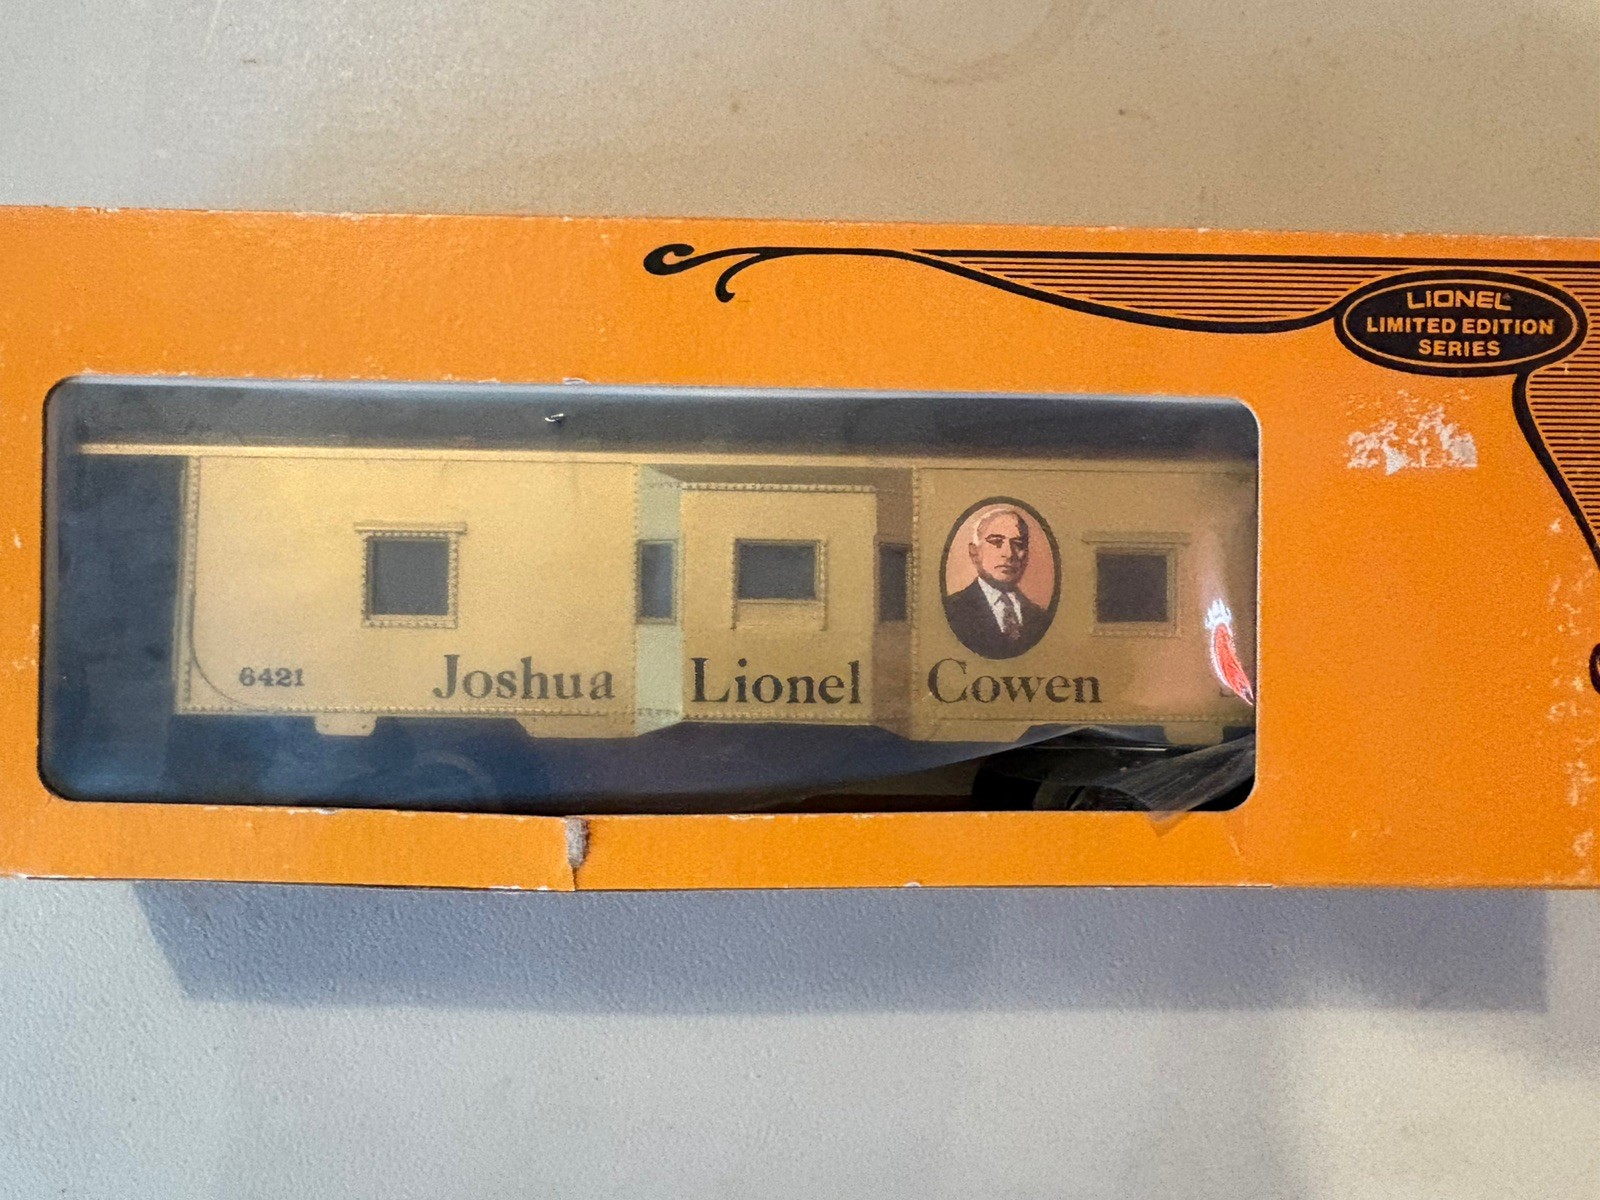 LIONEL
LIMITED EDITION
SERIES
6421
Joshua Lionel Cowen